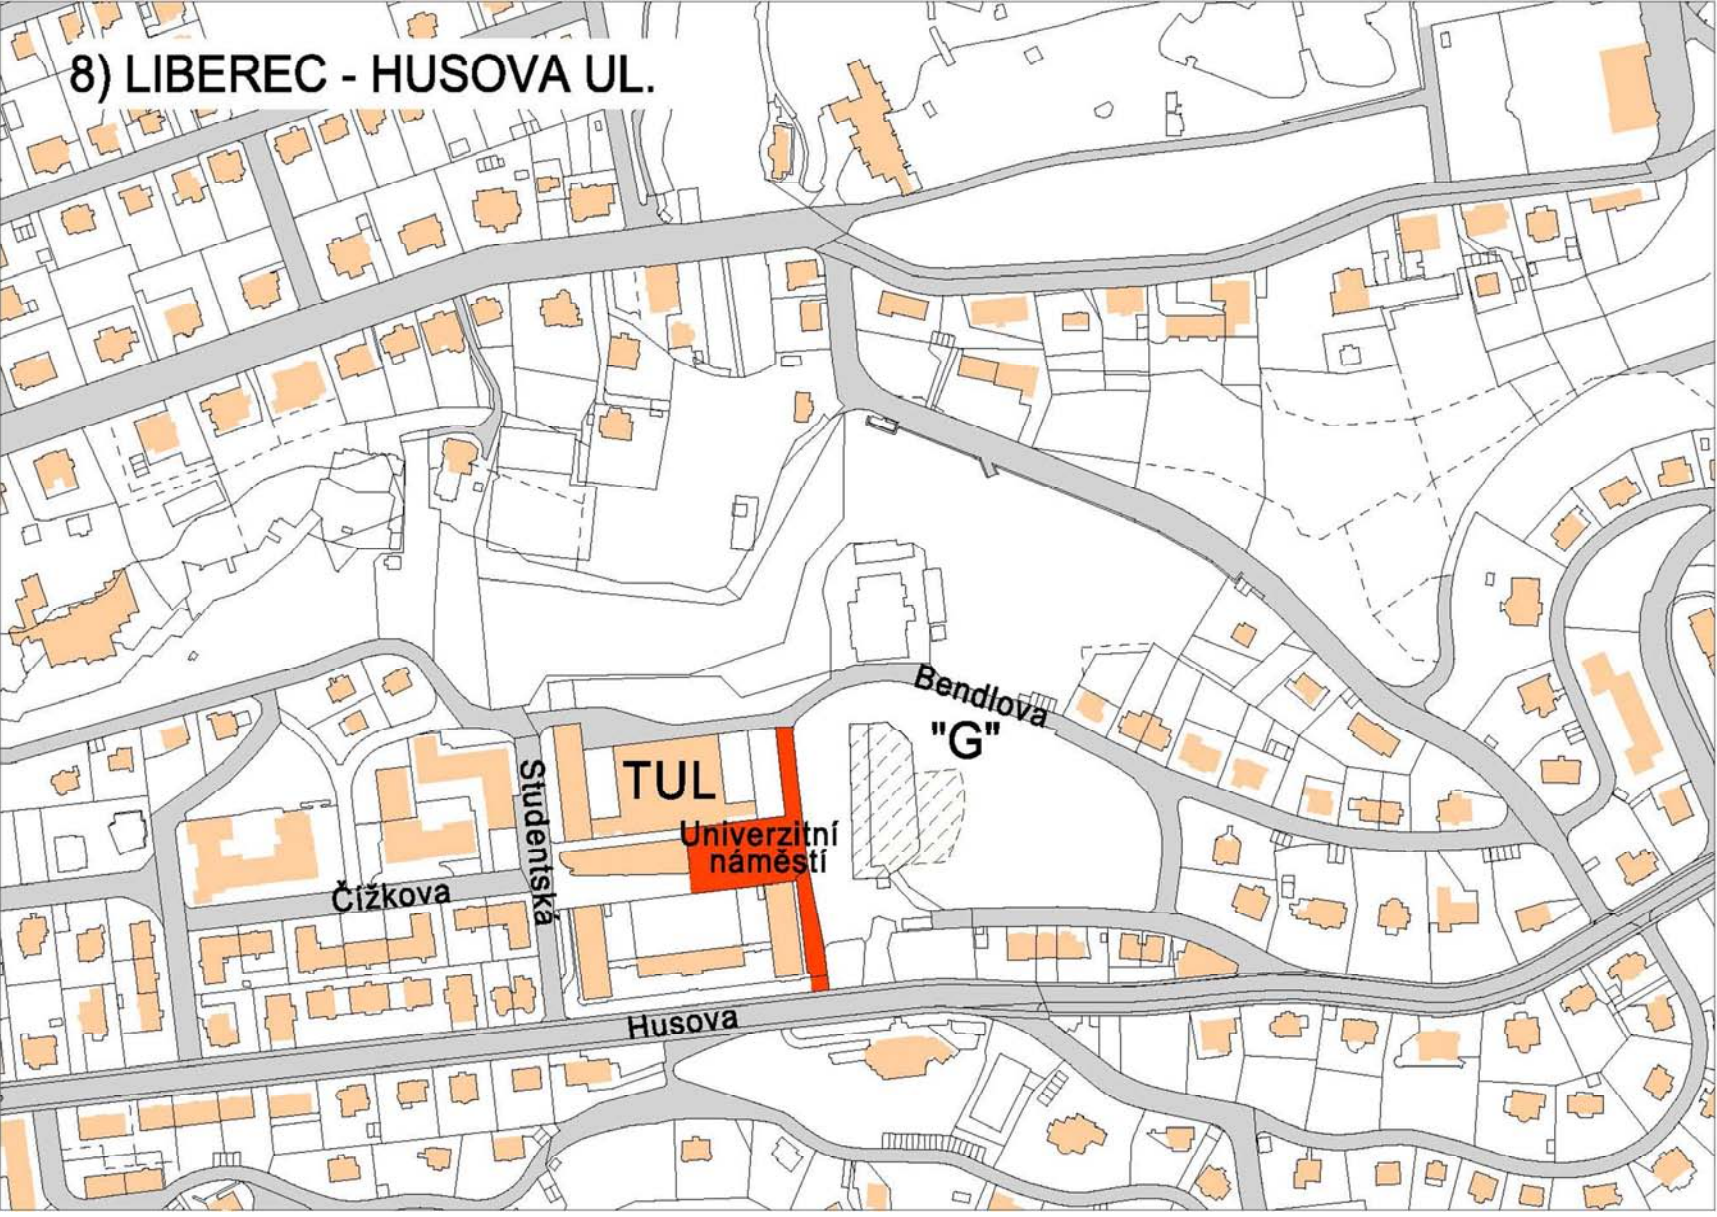 8) LIBEREC - HUSOVA UL.
Bendlova
"G"
TUL
Studentská
Univerzitní
náměstí
Čížkova
Husova